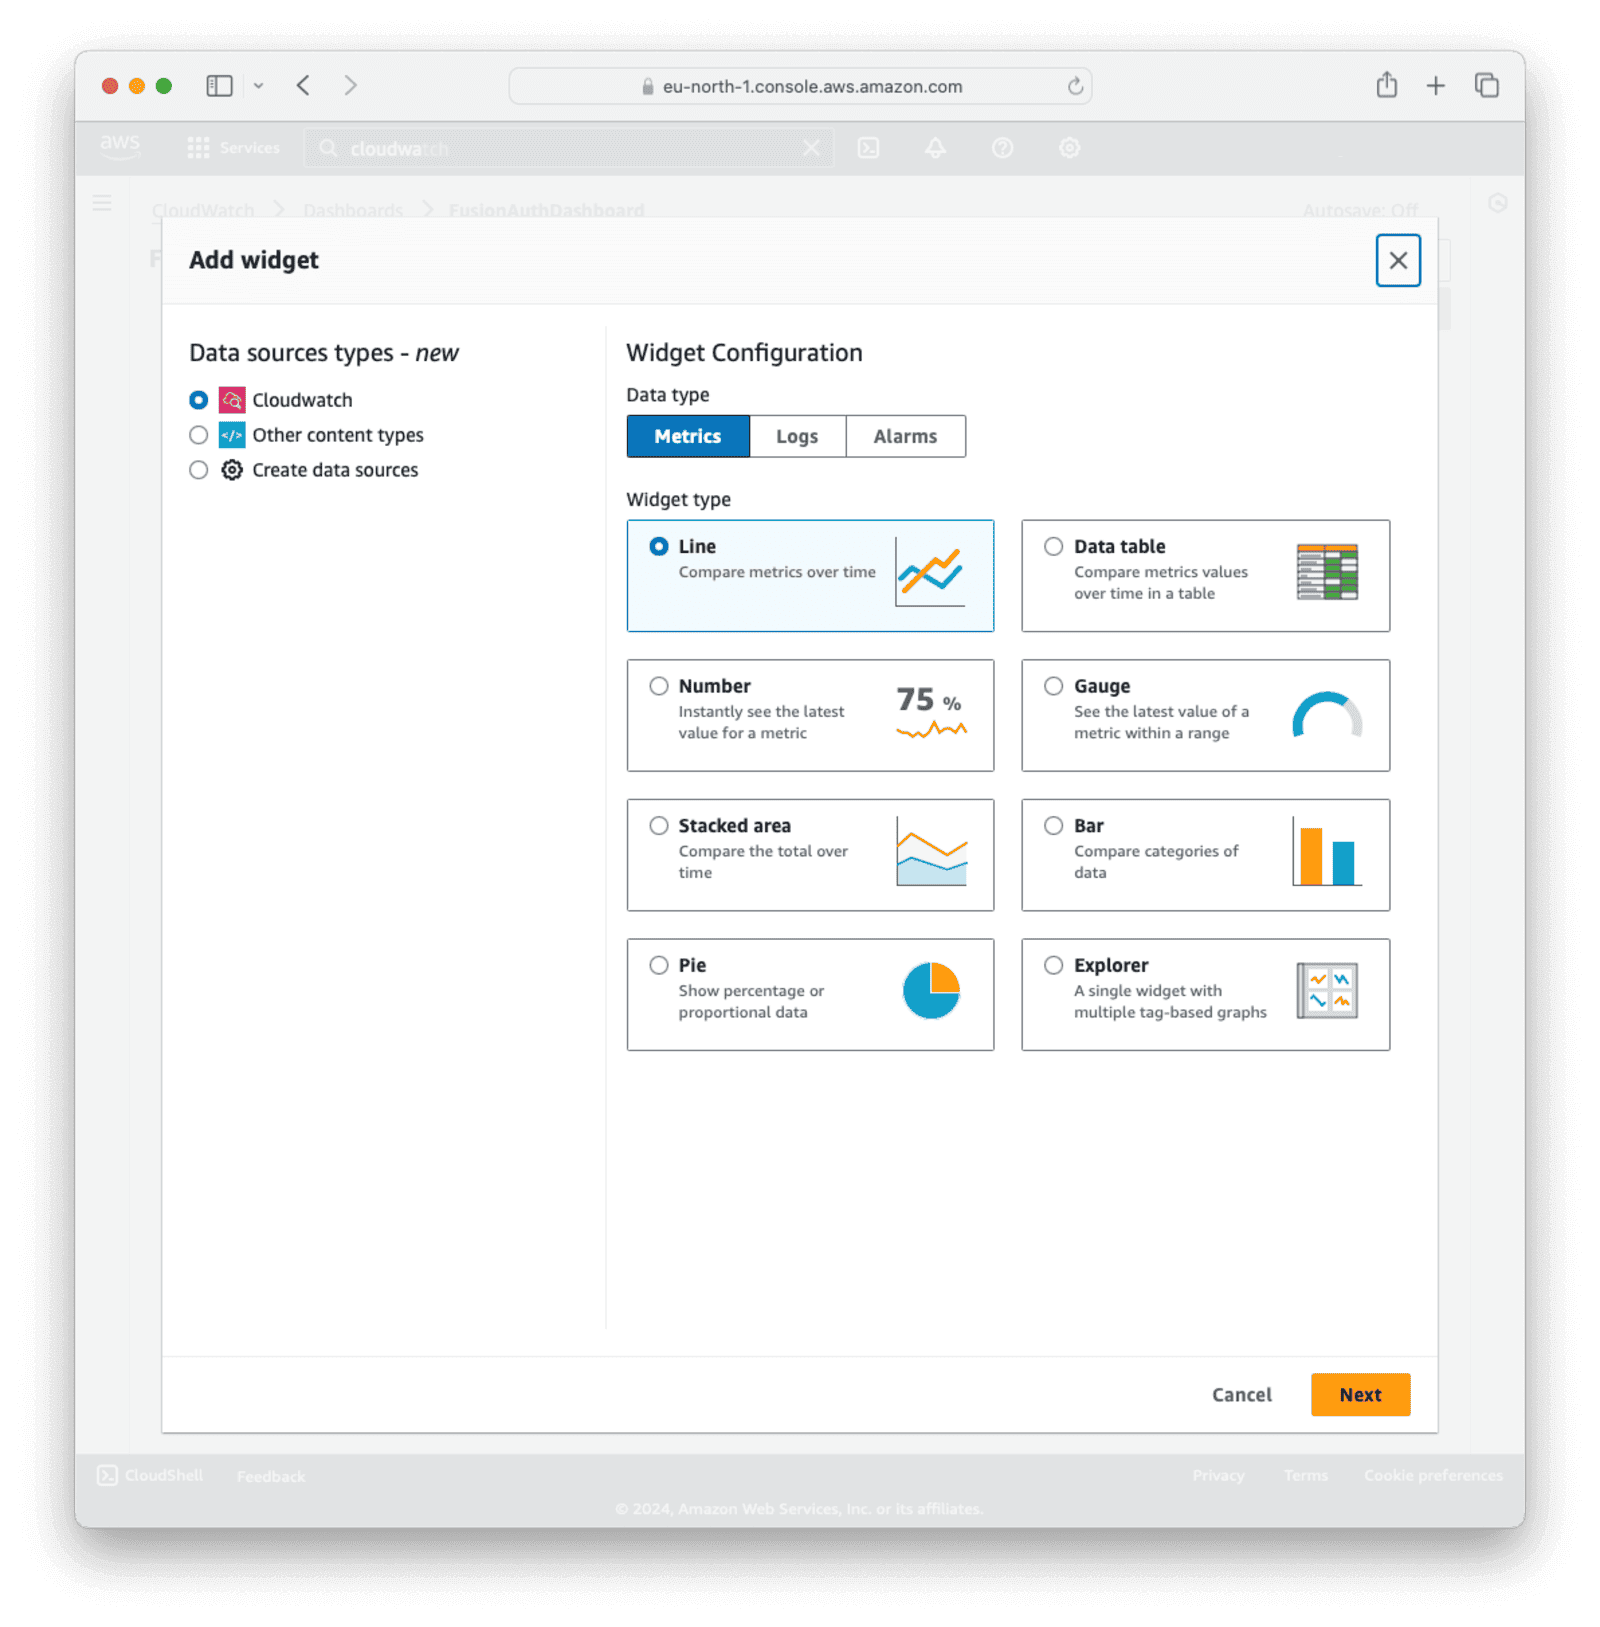 eu-north-1.console.aws.amazon.com
aws
Services
cloudwatch
CloudWatch
Dashboards
FusionAuthDashboard
Autosave: Off
F
Add widget
Data sources types - new
Cloudwatch
Other content types
Create data sources
Widget Configuration
Data type
Metrics
Logs
Alarms
Widget type
Line
Compare metrics over time
Data table
Compare metrics values
over time in a table
Number
Instantly see the latest
value for a metric
75 %
Gauge
See the latest value of a
metric within a range
Stacked area
Compare the total over
time
Bar
Compare categories of
data
Pie
Show percentage or
proportional data
Explorer
A single widget with
multiple tag-based graphs
Cancel
Next
CloudShell
Feedback
Privacy
Terms
Cookie preferences
© 2024, Amazon Web Services, Inc. or its affiliates.